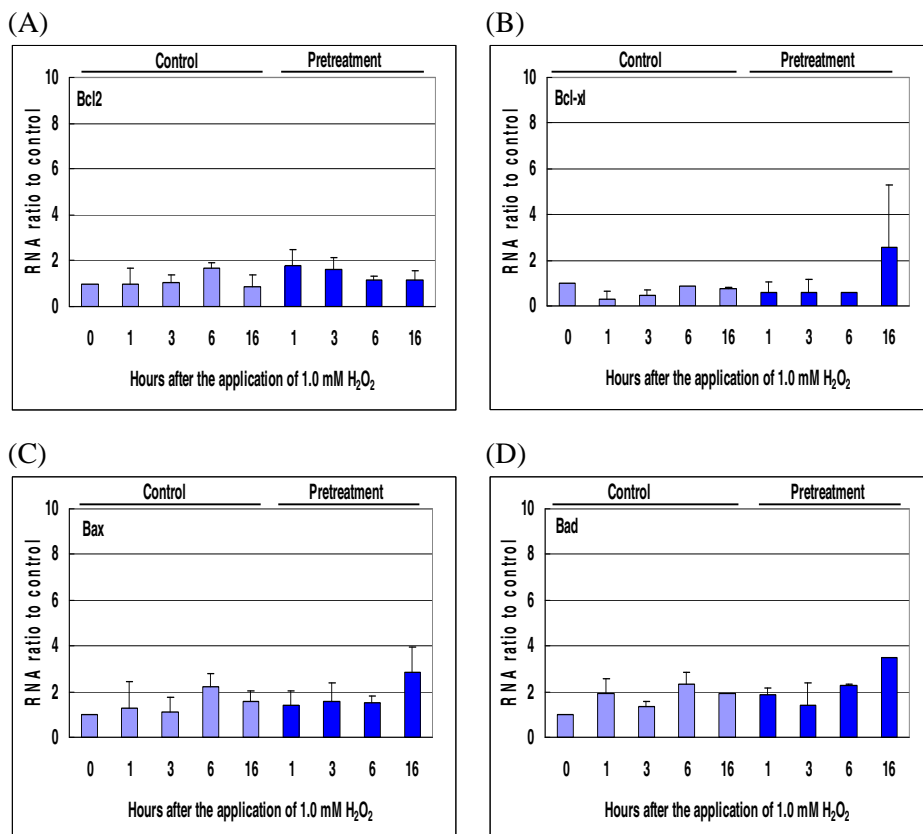 (A)
Control Pretreatment
Bcl2
RNA ratio to control
10
8
6
4
2
0
0 1 3 6 16 1 3 6 16
Hours after the application of 1.0 mM H₂O₂
(B)
Control Pretreatment
Bcl-xl
RNA ratio to control
10
8
6
4
2
0
0 1 3 6 16 1 3 6 16
Hours after the application of 1.0 mM H₂O₂
(C)
Control Pretreatment
Bax
RNA ratio to control
10
8
6
4
2
0
0 1 3 6 16 1 3 6 16
Hours after the application of 1.0 mM H₂O₂
(D)
Control Pretreatment
Bad
RNA ratio to control
10
8
6
4
2
0
0 1 3 6 16 1 3 6 16
Hours after the application of 1.0 mM H₂O₂